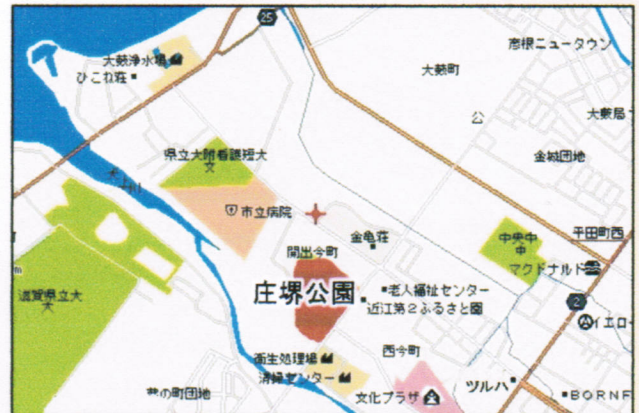 25
彦根ニュータウン
大薮浄水場
ひこね荘
大薮町
大薮局
公
県立大附看護短大
文
金城団地
市立病院
金亀荘
中央中
文
平田町西
開出今町
マクドナルド
滋賀県立大
文
庄堺公園
老人福祉センター
近江第2ふるさと園
2
イエロー
西今町
衛生処理場
清掃センター
ツルハ
BORNF
文化プラザ